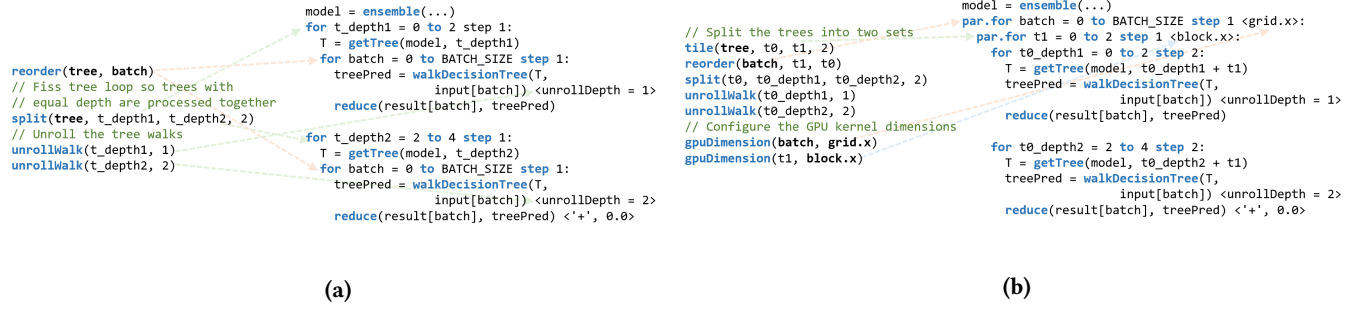 reorder(tree, batch)
// Fiss tree loop so trees with
// equal depth are processed together
split(tree, t_depth1, t_depth2, 2)
// Unroll the tree walks
unrollWalk(t_depth1, 1)
unrollWalk(t_depth2, 2)
model = ensemble(...)
for t_depth1 = 0 to 2 step 1:
T = getTree(model, t_depth1)
for batch = 0 to BATCH_SIZE step 1:
treePred = walkDecisionTree(T,
input[batch]) <unrollDepth = 1>
reduce(result[batch], treePred)
for t_depth2 = 2 to 4 step 1:
T = getTree(model, t_depth2)
for batch = 0 to BATCH_SIZE step 1:
treePred = walkDecisionTree(T,
input[batch]) <unrollDepth = 2>
reduce(result[batch], treePred) <'+', 0.0>
(a)
// Split the trees into two sets
tile(tree, t0, t1, 2)
reorder(batch, t1, t0)
split(t0, t0_depth1, t0_depth2, 2)
unrollWalk(t0_depth1, 1)
unrollWalk(t0_depth2, 2)
// Configure the GPU kernel dimensions
gpuDimension(batch, grid.x)
gpuDimension(t1, block.x)
model = ensemble(...)
par.for batch = 0 to BATCH_SIZE step 1 <grid.x>:
par.for t1 = 0 to 2 step 1 <block.x>:
for t0_depth1 = 0 to 2 step 2:
T = getTree(model, t0_depth1 + t1)
treePred = walkDecisionTree(T,
input[batch]) <unrollDepth = 1>
reduce(result[batch], treePred)
for t0_depth2 = 2 to 4 step 2:
T = getTree(model, t0_depth2 + t1)
treePred = walkDecisionTree(T,
input[batch]) <unrollDepth = 2>
reduce(result[batch], treePred) <'+', 0.0>
(b)